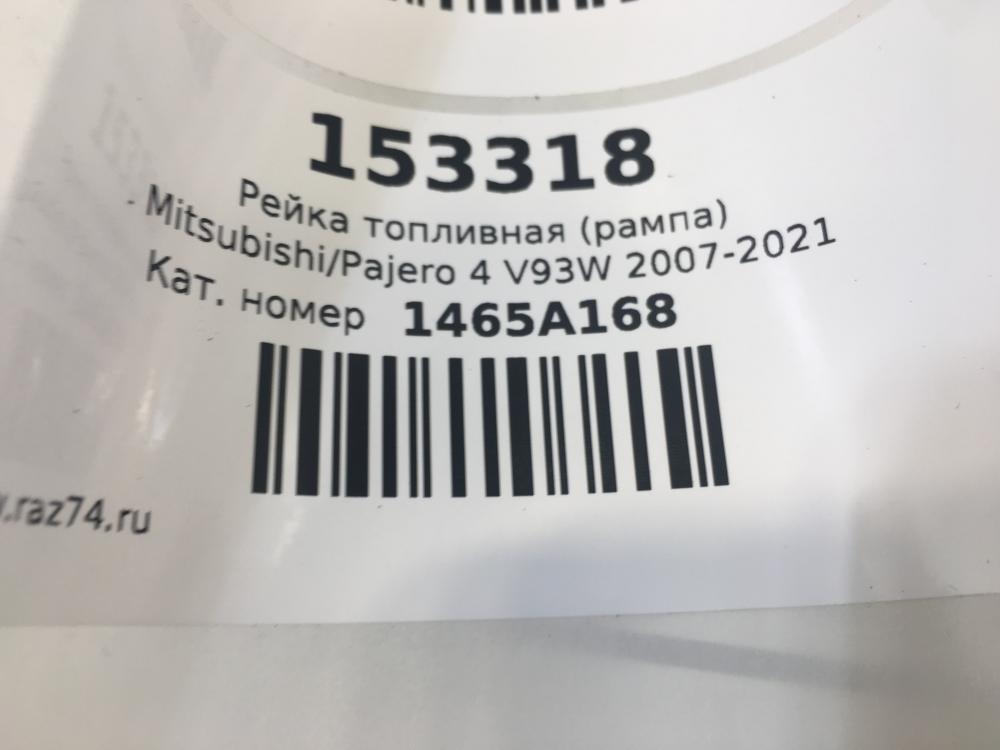 153318
Рейка топливная (рампа)
- Mitsubishi/Pajero 4 V93W 2007-2021
Кат. номер 1465A168
.raz74.ru